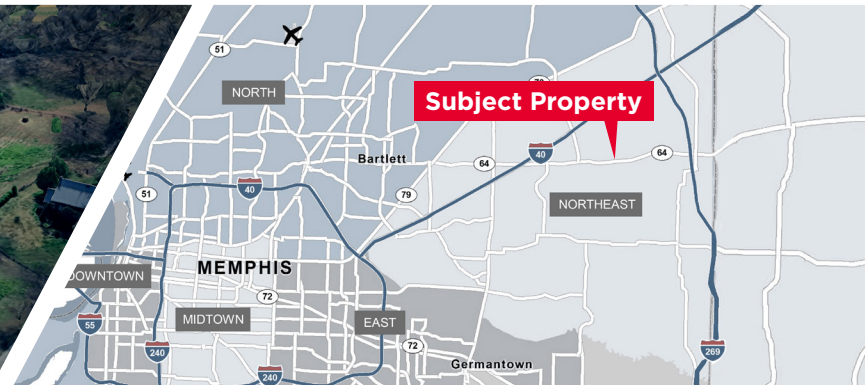 51
NORTH
70
Subject Property
Bartlett
64
40
64
51
40
79
NORTHEAST
MEMPHIS
DOWNTOWN
72
MIDTOWN
EAST
55
240
72
269
Germantown
240